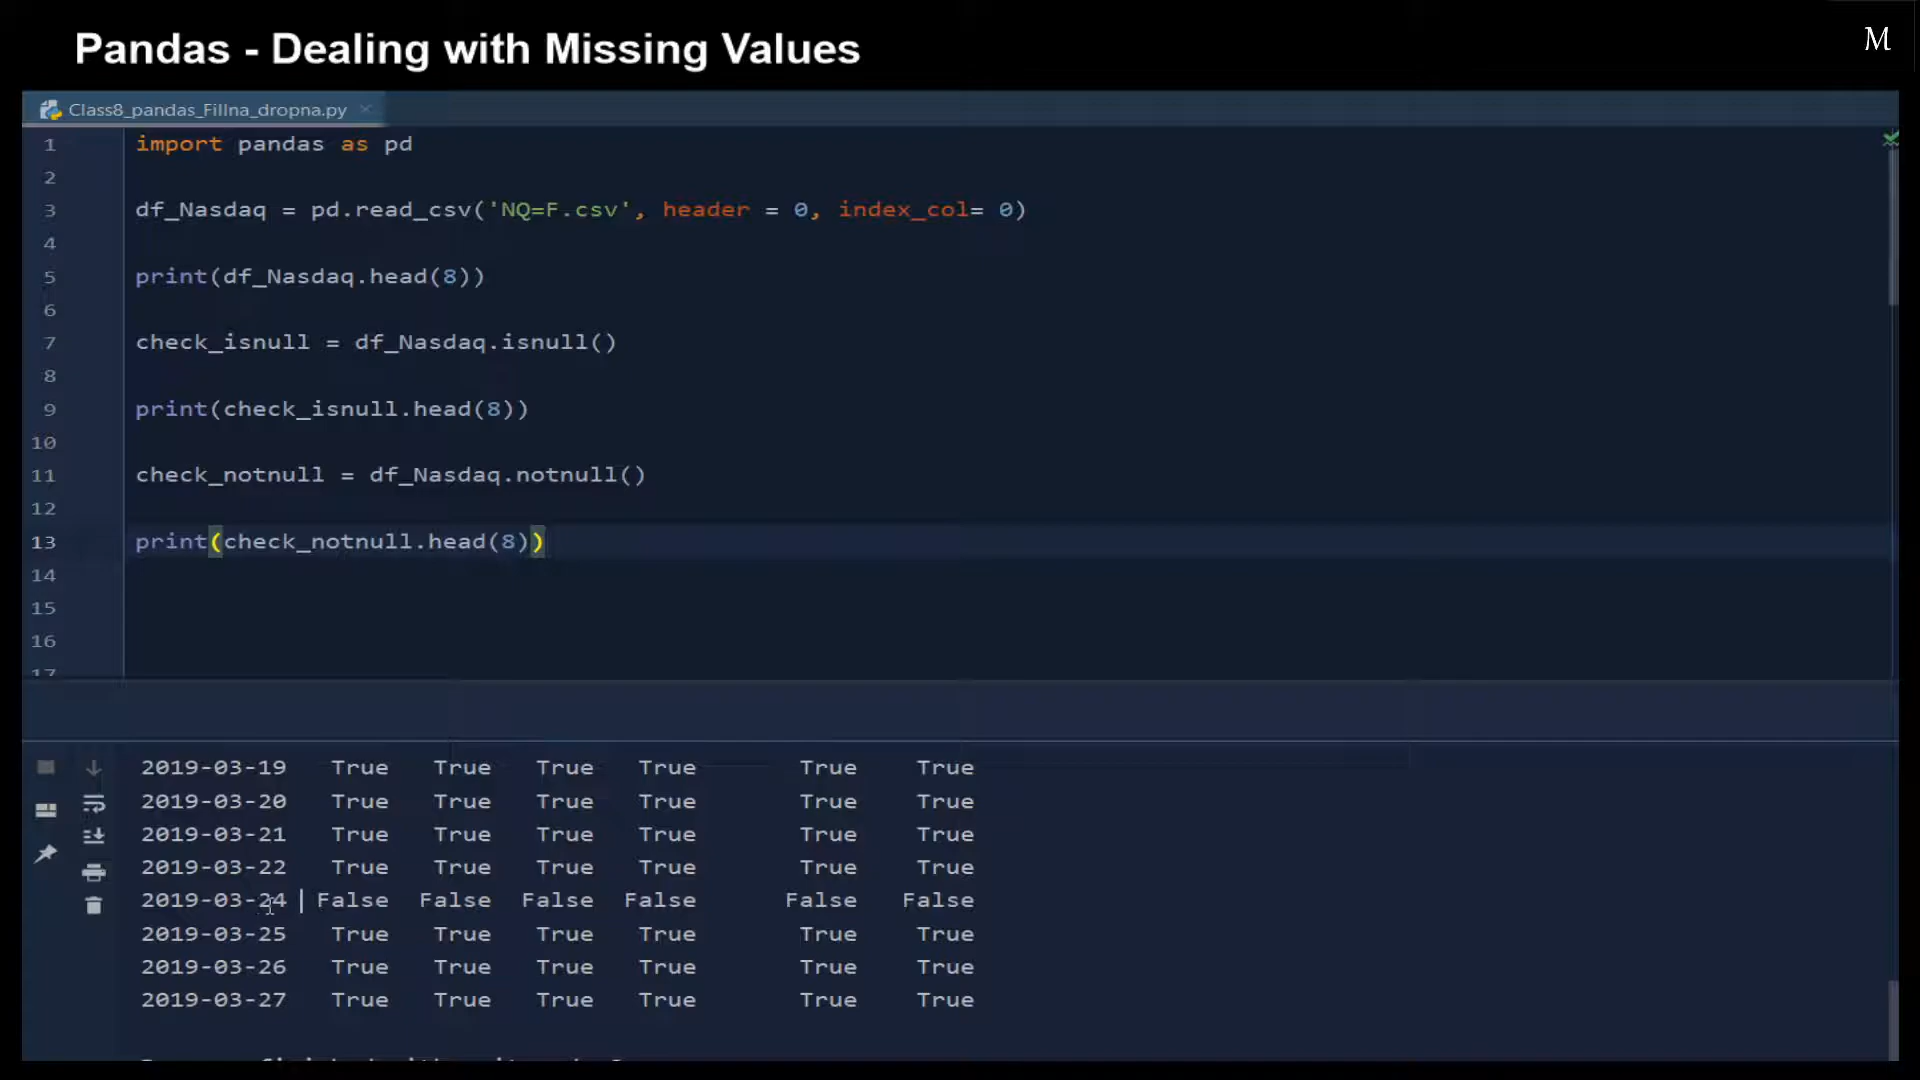 Pandas - Dealing with Missing Values
M
Class8_pandas_Fillna_dropna.py
1 import pandas as pd
2
3 df_Nasdaq = pd.read_csv('NQ=F.csv', header = 0, index_col= 0)
4
5 print(df_Nasdaq.head(8))
6
7 check_isnull = df_Nasdaq.isnull()
8
9 print(check_isnull.head(8))
10
11 check_notnull = df_Nasdaq.notnull()
12
13 print(check_notnull.head(8))
14
15
16
17
2019-03-19 True True True True True True
2019-03-20 True True True True True True
2019-03-21 True True True True True True
2019-03-22 True True True True True True
2019-03-24 False False False False False False
2019-03-25 True True True True True True
2019-03-26 True True True True True True
2019-03-27 True True True True True True